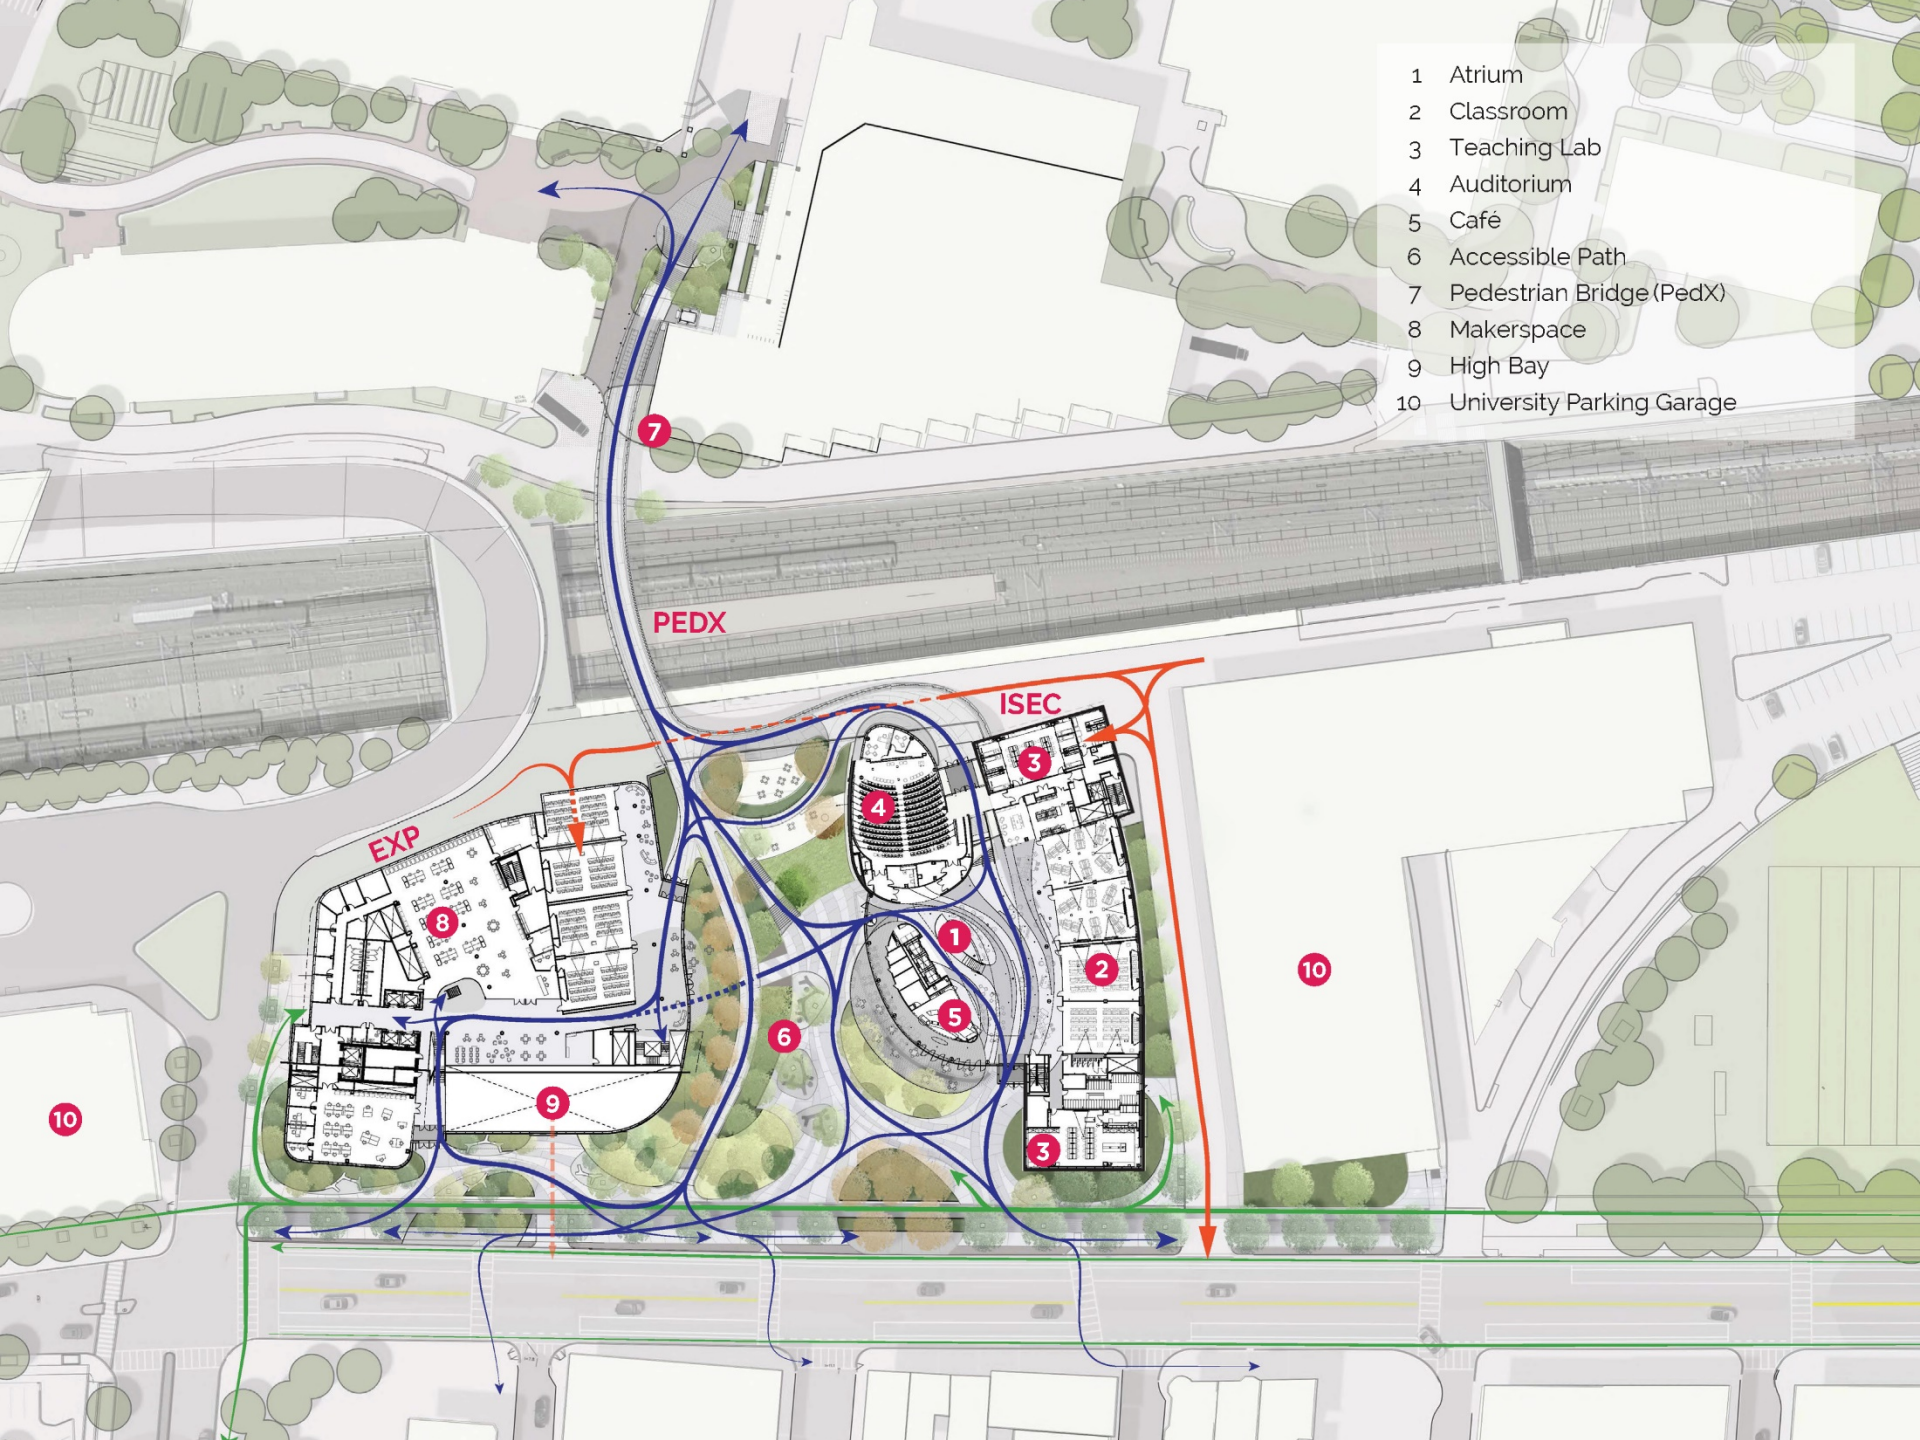 1 Atrium
2 Classroom
3 Teaching Lab
4 Auditorium
5 Café
6 Accessible Path
7 Pedestrian Bridge (PedX)
8 Makerspace
9 High Bay
10 University Parking Garage
7
PEDX
ISEC
3
4
EXP
8
1
2
10
5
6
9
10
3